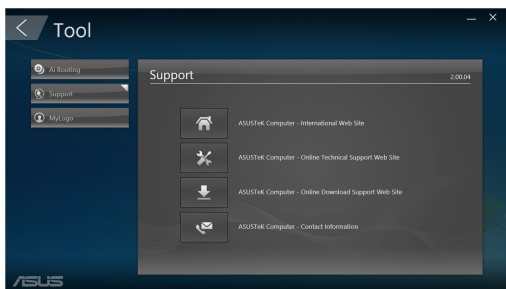 Tool
Ai Booting
Support
MyLogo
Support
2.00.04
ASUSTeK Computer - International Web Site
ASUSTeK Computer - Online Technical Support Web Site
ASUSTeK Computer - Online Download Support Web Site
ASUSTeK Computer - Contact Information
ASUS